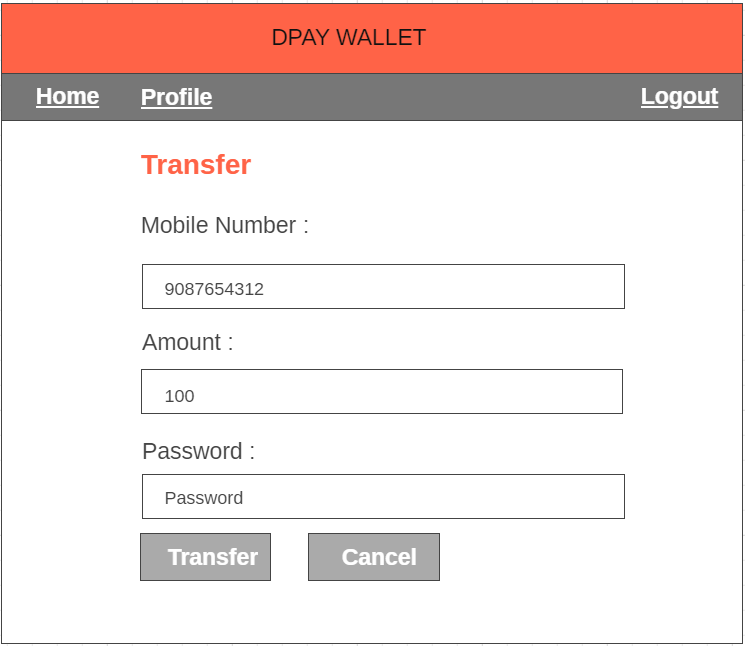 DPAY WALLET
Home Profile Logout
Transfer
Mobile Number :
9087654312
Amount :
100
Password :
Password
Transfer Cancel